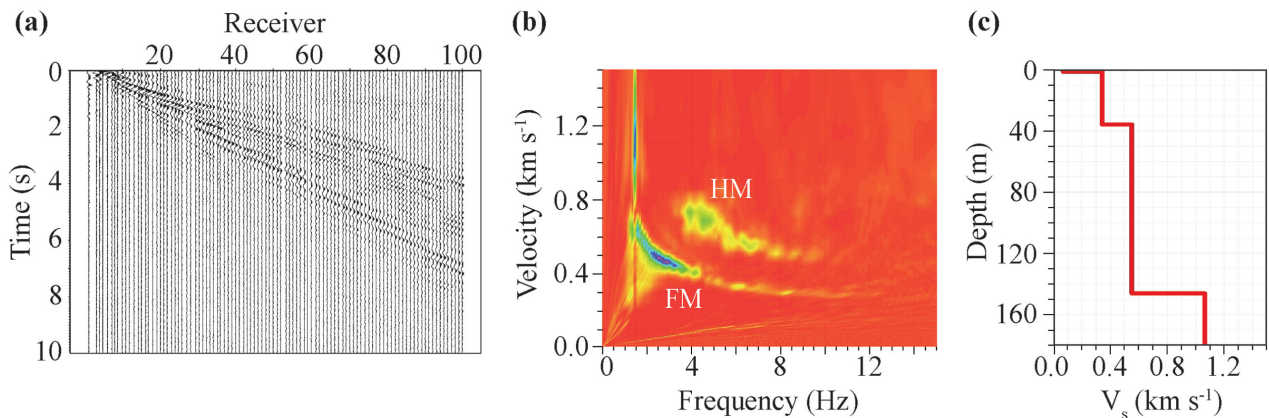 (a)
Receiver
20 40 60 80 100
0
2
4
6
8
10
Time (s)
(b)
1.2
0.8
0.4
0.0
Velocity (km s⁻¹)
HM
FM
0 4 8 12
Frequency (Hz)
(c)
0
40
80
120
160
Depth (m)
0.0 0.4 0.8 1.2
Vₛ (km s⁻¹)